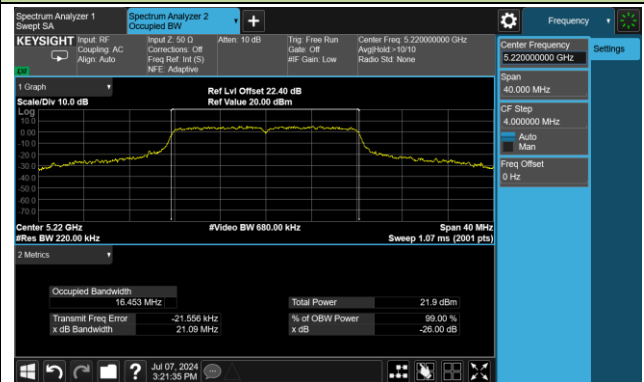 Spectrum Analyzer 1
Swept SA
Spectrum Analyzer 2
Occupied BW
Frequency
KEYSIGHT
Input: RF
Coupling: AC
Align: Auto
Input Z: 50 Ω
Corrections: Off
Freq Ref: Int (S)
NFE: Adaptive
Atten: 10 dB
Trig: Free Run
Gate: Off
#IF Gain: Low
Center Freq: 5.220000000 GHz
Avg|Hold:>10/10
Radio Std: None
Center Frequency
5.220000000 GHz
Settings
Span
40.000 MHz
CF Step
4.000000 MHz
Auto
Man
Freq Offset
0 Hz
1 Graph
Scale/Div 10.0 dB
Ref Lvl Offset 22.40 dB
Ref Value 20.00 dBm
Log
10.0
0.00
-10.0
-20.0
-30.0
-40.0
-50.0
-60.0
-70.0
Center 5.22 GHz
#Res BW 220.00 kHz
#Video BW 680.00 kHz
Span 40 MHz
Sweep 1.07 ms (2001 pts)
2 Metrics
Occupied Bandwidth
16.453 MHz
Total Power 21.9 dBm
Transmit Freq Error -21.556 kHz
% of OBW Power 99.00 %
x dB Bandwidth 21.09 MHz
x dB -26.00 dB
Jul 07, 2024
3:21:35 PM